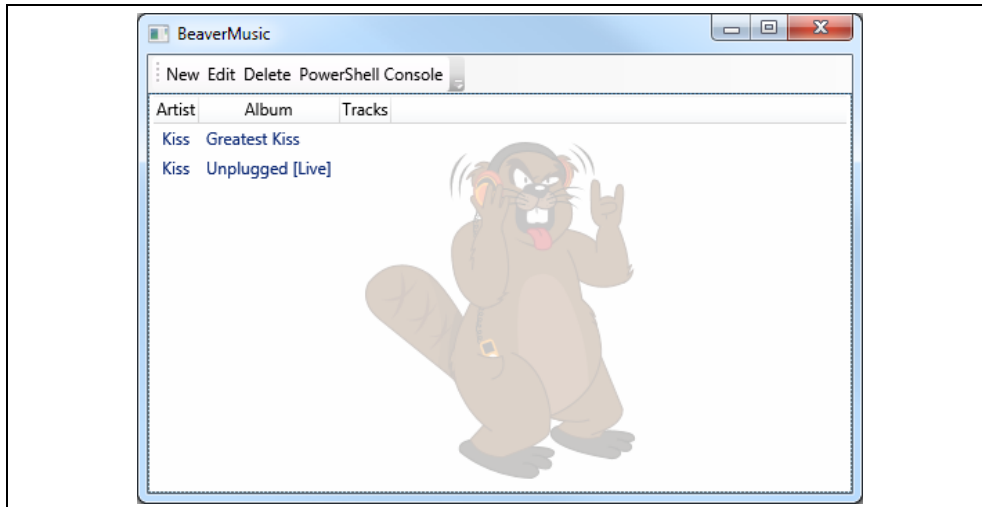 BeaverMusic
New Edit Delete PowerShell Console
Artist Album Tracks
Kiss Greatest Kiss
Kiss Unplugged [Live]